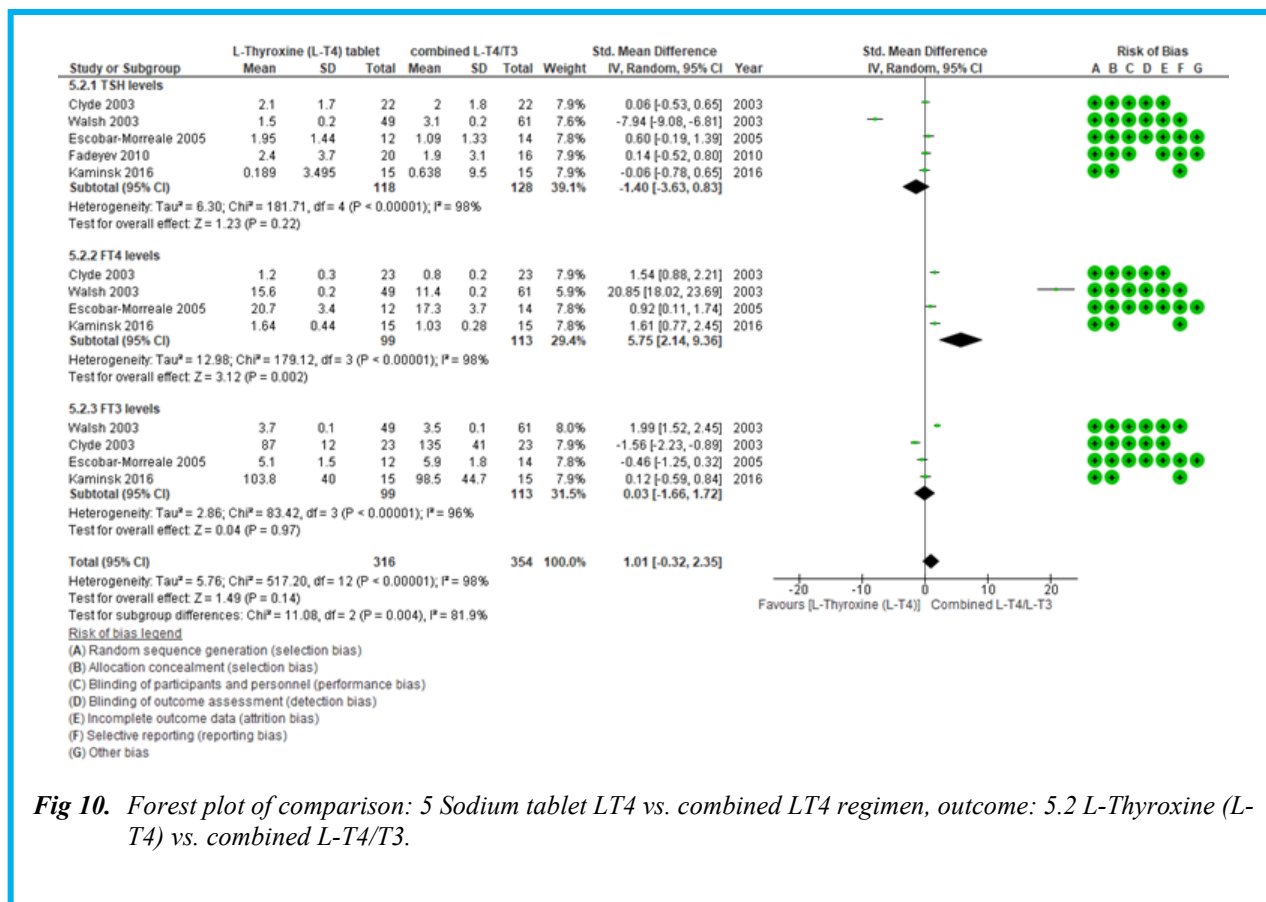 L-Thyroxine (L-T4) tablet combined L-T4/T3 Std. Mean Difference Std. Mean Difference Risk of Bias
Study or Subgroup Mean SD Total Mean SD Total Weight IV, Random, 95% CI Year IV, Random, 95% CI A B C D E F G
5.2.1 TSH levels
Clyde 2003 2.1 1.7 22 2 1.8 22 7.9% 0.06 [-0.53, 0.65] 2003
Walsh 2003 1.5 0.2 49 3.1 0.2 61 7.6% -7.94 [-9.08, -6.81] 2003
Escobar-Morreale 2005 1.95 1.44 12 1.09 1.33 14 7.8% 0.60 [-0.19, 1.39] 2005
Fadeyev 2010 2.4 3.7 20 1.9 3.1 16 7.9% 0.14 [-0.52, 0.80] 2010
Kaminsk 2016 0.189 3.495 15 0.638 9.5 15 7.9% -0.06 [-0.78, 0.65] 2016
Subtotal (95% CI) 118 128 39.1% -1.40 [-3.63, 0.83]
Heterogeneity: Tau² = 6.30; Chi² = 181.71, df = 4 (P < 0.00001); I² = 98%
Test for overall effect: Z = 1.23 (P = 0.22)
5.2.2 FT4 levels
Clyde 2003 1.2 0.3 23 0.8 0.2 23 7.9% 1.54 [0.88, 2.21] 2003
Walsh 2003 15.6 0.2 49 11.4 0.2 61 5.9% 20.85 [18.02, 23.69] 2003
Escobar-Morreale 2005 20.7 3.4 12 17.3 3.7 14 7.8% 0.92 [0.11, 1.74] 2005
Kaminsk 2016 1.64 0.44 15 1.03 0.28 15 7.8% 1.61 [0.77, 2.45] 2016
Subtotal (95% CI) 99 113 29.4% 5.75 [2.14, 9.36]
Heterogeneity: Tau² = 12.98; Chi² = 179.12, df = 3 (P < 0.00001); I² = 98%
Test for overall effect: Z = 3.12 (P = 0.002)
5.2.3 FT3 levels
Walsh 2003 3.7 0.1 49 3.5 0.1 61 8.0% 1.99 [1.52, 2.45] 2003
Clyde 2003 87 12 23 135 41 23 7.9% -1.56 [-2.23, -0.89] 2003
Escobar-Morreale 2005 5.1 1.5 12 5.9 1.8 14 7.8% -0.46 [-1.25, 0.32] 2005
Kaminsk 2016 103.8 40 15 98.5 44.7 15 7.8% 0.12 [-0.59, 0.84] 2016
Subtotal (95% CI) 99 113 31.5% 0.03 [-1.66, 1.72]
Heterogeneity: Tau² = 2.86; Chi² = 83.42, df = 3 (P < 0.00001); I² = 96%
Test for overall effect: Z = 0.04 (P = 0.97)
Total (95% CI) 316 354 100.0% 1.01 [-0.32, 2.35]
Heterogeneity: Tau² = 5.76; Chi² = 517.20, df = 12 (P < 0.00001); I² = 98%
Test for overall effect: Z = 1.49 (P = 0.14)
Test for subgroup differences: Chi² = 11.08, df = 2 (P = 0.004), I² = 81.9%
-20 -10 0 10 20
Favours [L-Thyroxine (L-T4)] Combined L-T4/L-T3
Risk of bias legend
(A) Random sequence generation (selection bias)
(B) Allocation concealment (selection bias)
(C) Blinding of participants and personnel (performance bias)
(D) Blinding of outcome assessment (detection bias)
(E) Incomplete outcome data (attrition bias)
(F) Selective reporting (reporting bias)
(G) Other bias
Fig 10. Forest plot of comparison: 5 Sodium tablet LT4 vs. combined LT4 regimen, outcome: 5.2 L-Thyroxine (L-
T4) vs. combined L-T4/T3.